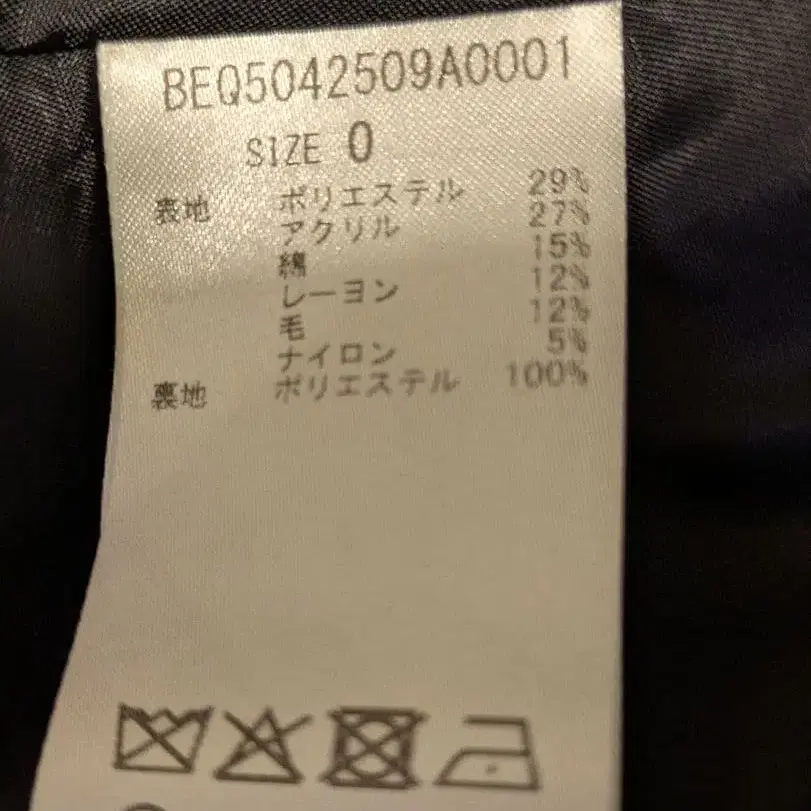 BEQ5042509A0001
SIZE 0
表地 ポリエステル 29%
アクリル 27%
綿 15%
レーヨン 12%
毛 12%
ナイロン 5%
裏地 ポリエステル 100%